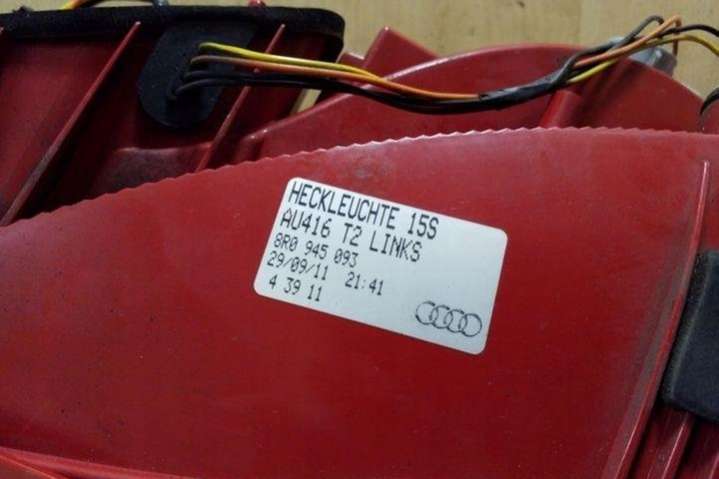 HECKLEUCHTE 15S
AU416 T2 LINKS
8R0 945 093
29/09/11 21:41
4 39 11